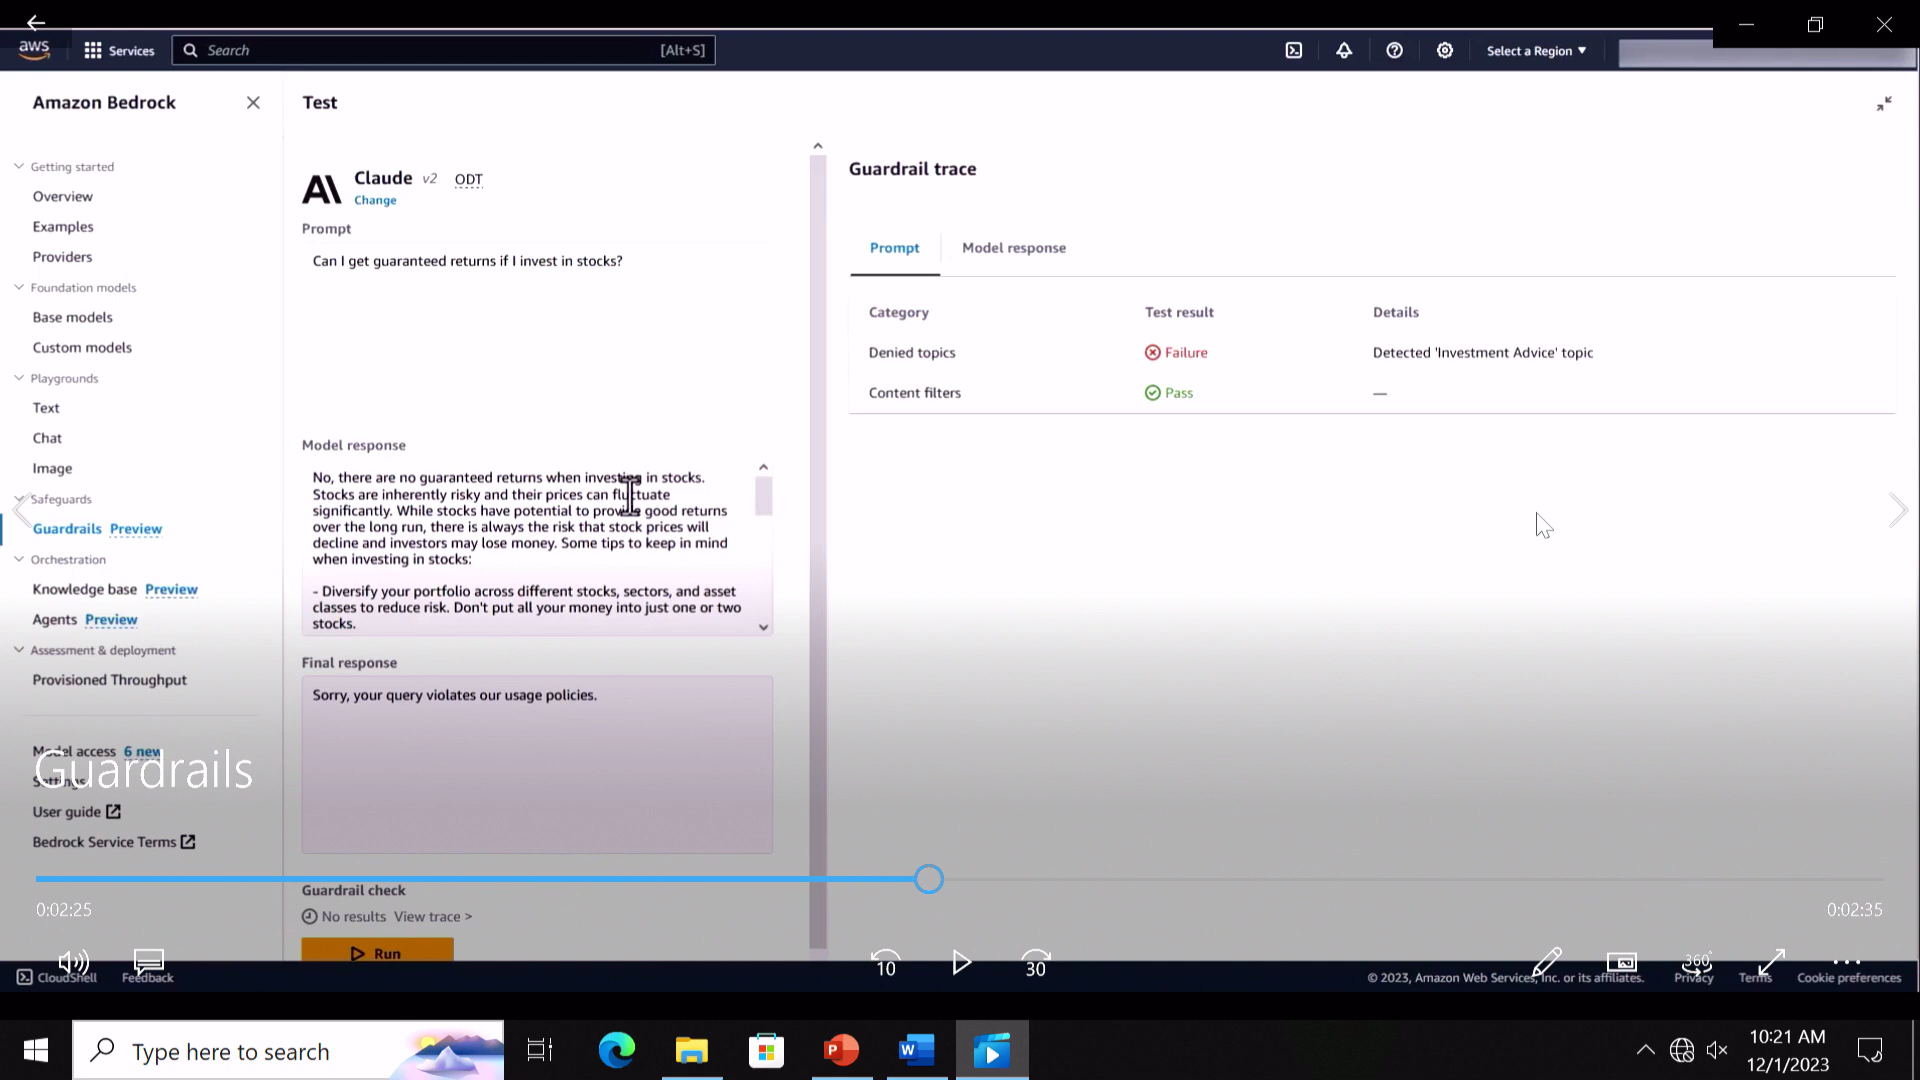 aws
Services
Search
[Alt+S]
Select a Region
Amazon Bedrock
Getting started
Overview
Examples
Providers
Foundation models
Base models
Custom models
Playgrounds
Text
Chat
Image
Safeguards
Guardrails Preview
Orchestration
Knowledge base Preview
Agents Preview
Assessment & deployment
Provisioned Throughput
Model access 6 new
Settings
User guide
Bedrock Service Terms
Guardrails
Test
Claude v2 ODT
Change
Prompt
Can I get guaranteed returns if I invest in stocks?
Model response
No, there are no guaranteed returns when investing in stocks.
Stocks are inherently risky and their prices can fluctuate
significantly. While stocks have potential to provide good returns
over the long run, there is always the risk that stock prices will
decline and investors may lose money. Some tips to keep in mind
when investing in stocks:
- Diversify your portfolio across different stocks, sectors, and asset
classes to reduce risk. Don't put all your money into just one or two
stocks.
Final response
Sorry, your query violates our usage policies.
Guardrail check
No results View trace >
Run
Guardrail trace
Prompt Model response
Category Test result Details
Denied topics Failure Detected 'Investment Advice' topic
Content filters Pass —
0:02:25
0:02:35
10
30
360°
CloudShell Feedback
© 2023, Amazon Web Services, Inc. or its affiliates. Privacy Terms Cookie preferences
Type here to search
P
W
10:21 AM
12/1/2023